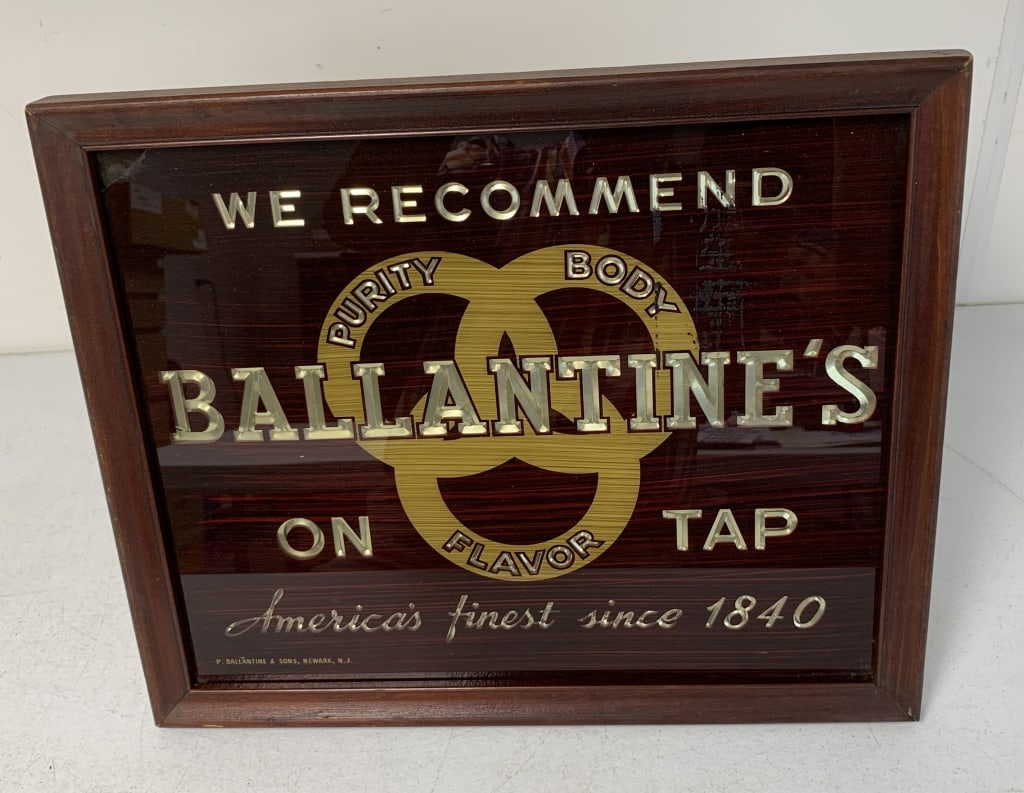 WE RECOMMEND
PURITY BODY
BALLANTINE'S
FLAVOR
ON TAP
America's finest since 1840
P. BALLANTINE & SONS, NEWARK, N.J.